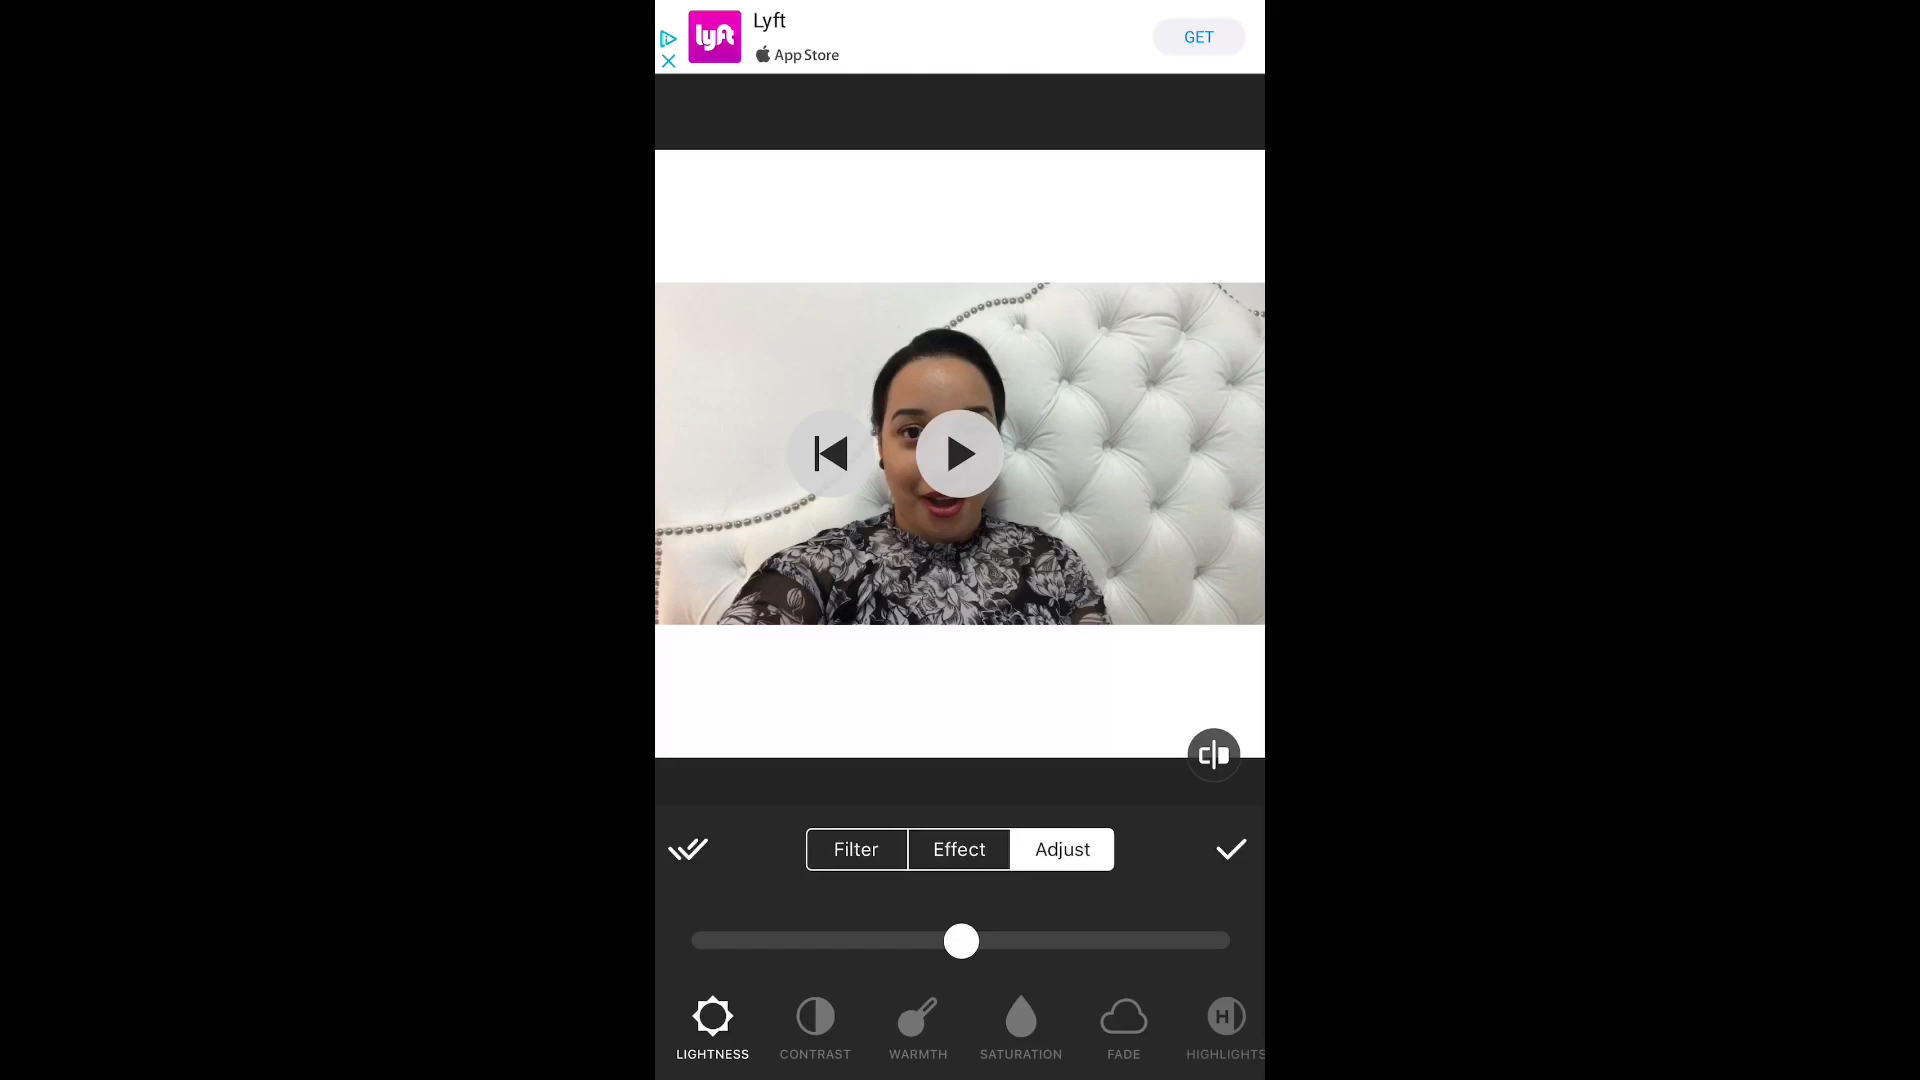 Lyft
lyft
App Store
GET
Filter
Effect
Adjust
LIGHTNESS
CONTRAST
WARMTH
SATURATION
FADE
H
HIGHLIGHTS